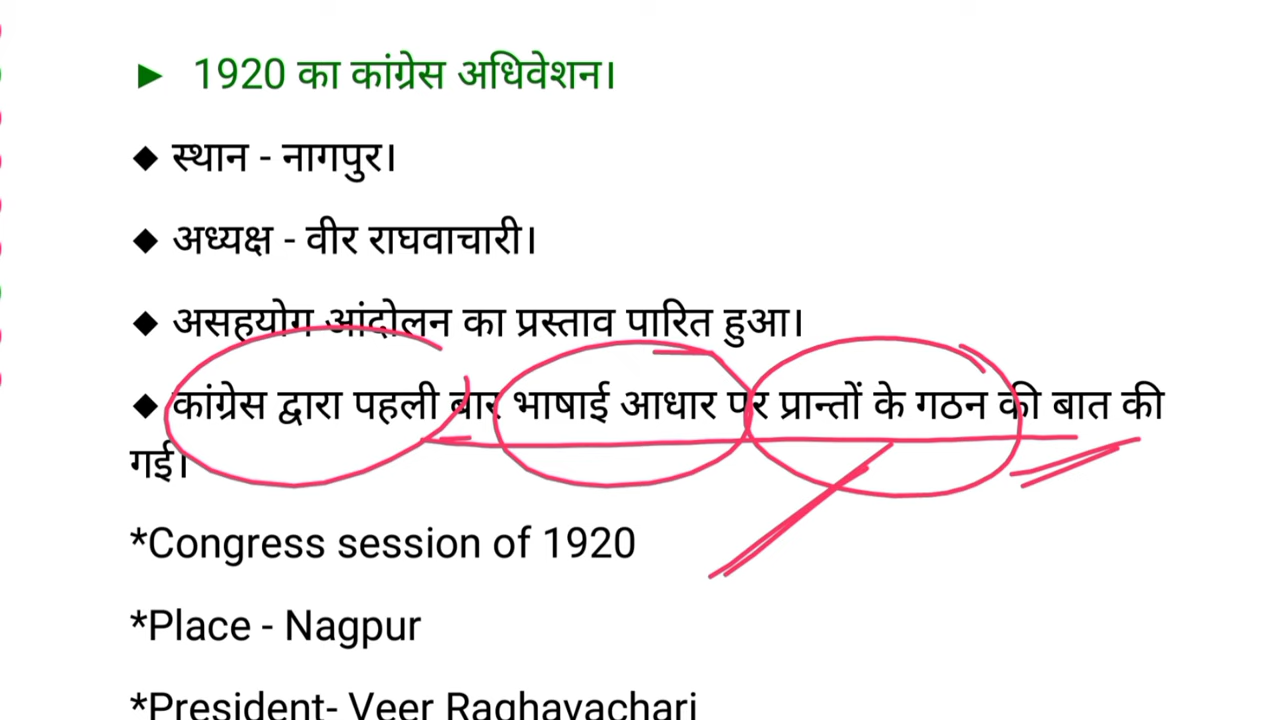 ► 1920 का कांग्रेस अधिवेशन।
◆ स्थान - नागपुर।
◆ अध्यक्ष - वीर राघवाचारी।
◆ असहयोग आंदोलन का प्रस्ताव पारित हुआ।
◆ कांग्रेस द्वारा पहली बार भाषाई आधार पर प्रान्तों के गठन की बात की
गई।
*Congress session of 1920
*Place - Nagpur
*President- Veer Raghavachari